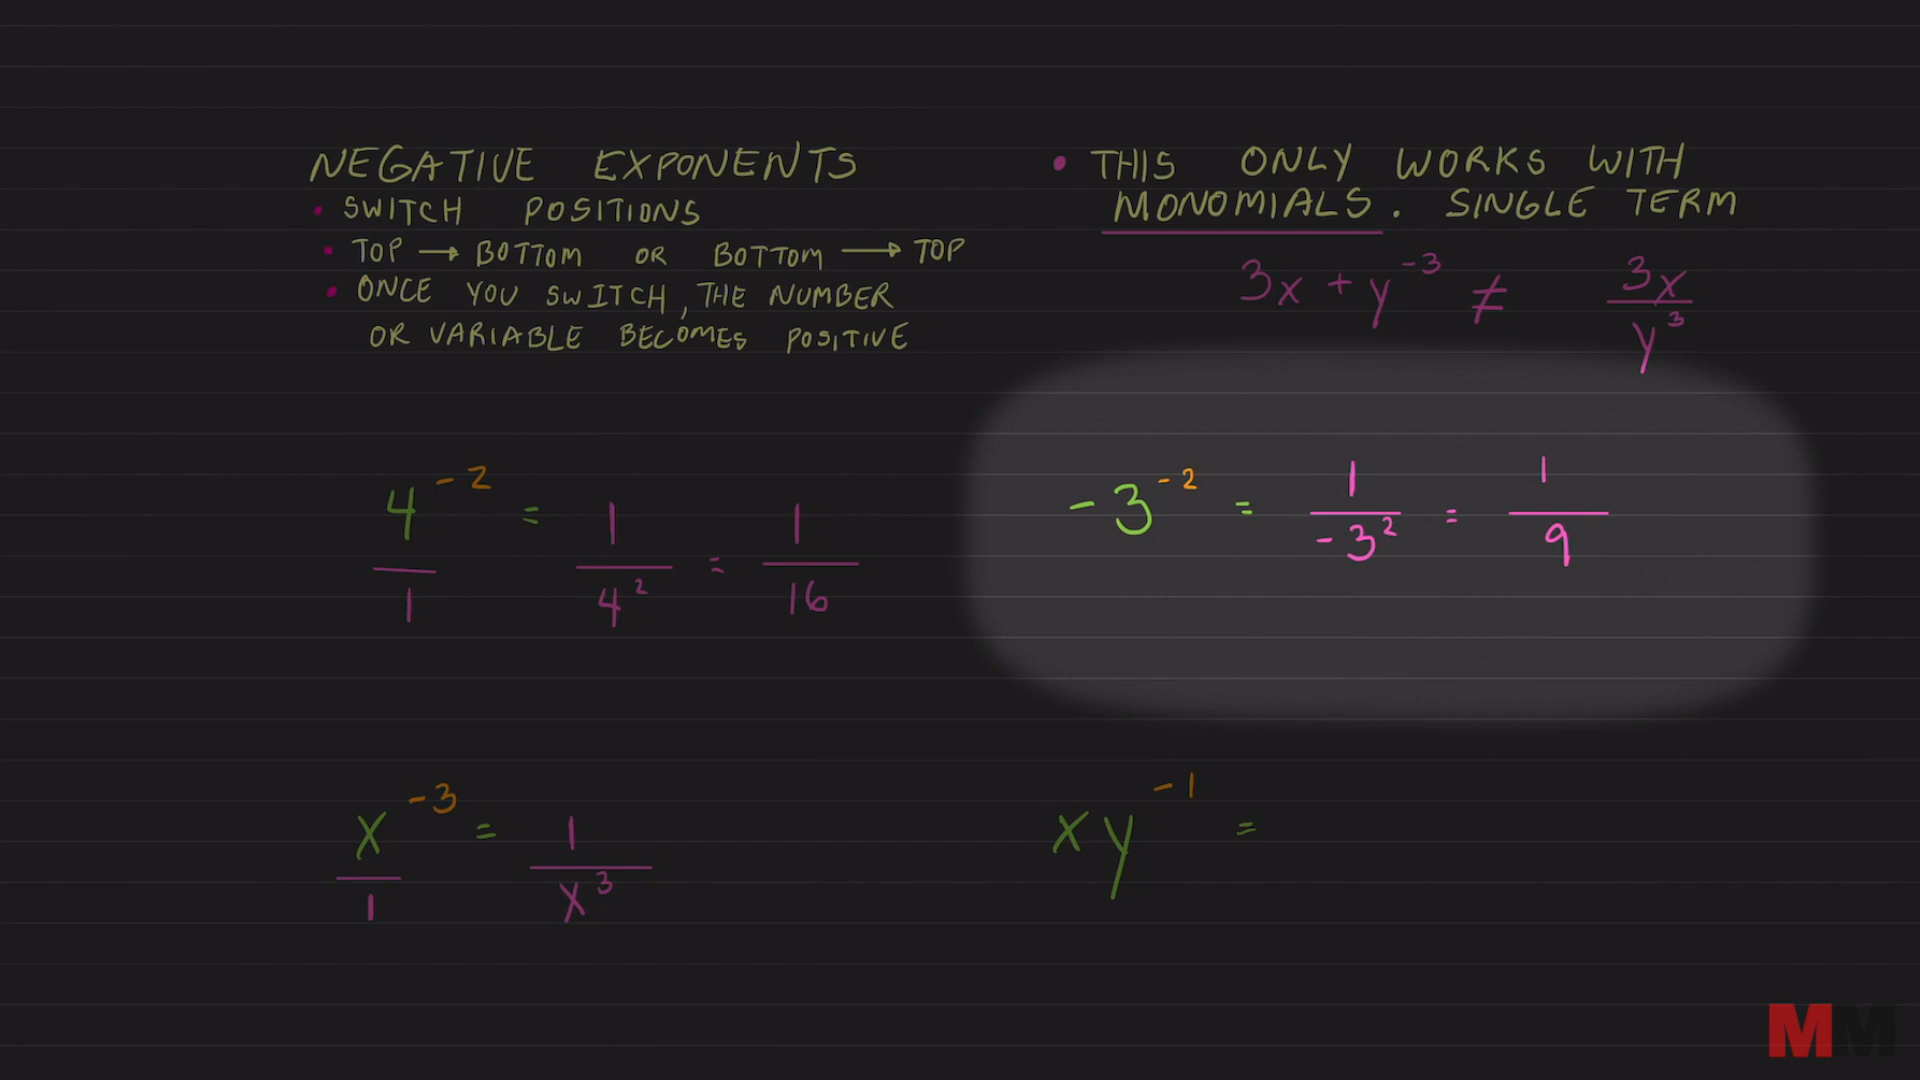 NEGATIVE EXPONENTS
• SWITCH POSITIONS
• TOP → BOTTOM OR BOTTOM → TOP
• ONCE YOU SWITCH, THE NUMBER
OR VARIABLE BECOMES POSITIVE
• THIS ONLY WORKS WITH
MONOMIALS. SINGLE TERM
3x + y^-3 ≠ 3x/y^3
4^-2/1 = 1/4^2 = 1/16
-3^-2 = 1/-3^2 = 1/9
x^-3/1 = 1/x^3
xy^-1 =
MM